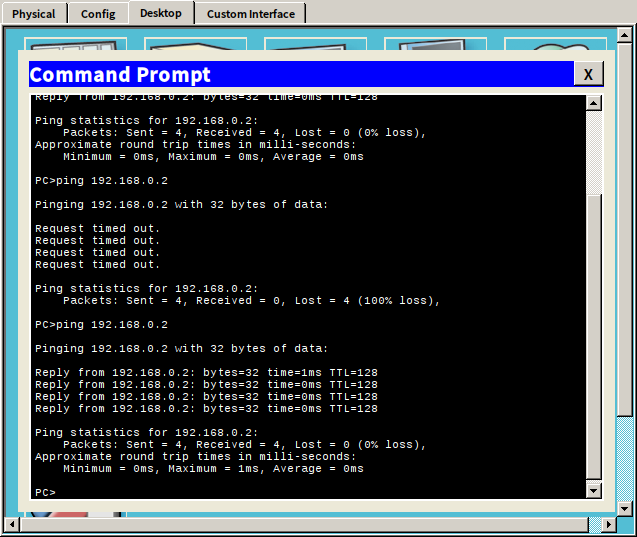 Physical Config Desktop Custom Interface
Command Prompt X
Reply from 192.168.0.2: bytes=32 time=0ms TTL=128
Ping statistics for 192.168.0.2:
Packets: Sent = 4, Received = 4, Lost = 0 (0% loss),
Approximate round trip times in milli-seconds:
Minimum = 0ms, Maximum = 0ms, Average = 0ms
PC>ping 192.168.0.2
Pinging 192.168.0.2 with 32 bytes of data:
Request timed out.
Request timed out.
Request timed out.
Request timed out.
Ping statistics for 192.168.0.2:
Packets: Sent = 4, Received = 0, Lost = 4 (100% loss),
PC>ping 192.168.0.2
Pinging 192.168.0.2 with 32 bytes of data:
Reply from 192.168.0.2: bytes=32 time=1ms TTL=128
Reply from 192.168.0.2: bytes=32 time=0ms TTL=128
Reply from 192.168.0.2: bytes=32 time=0ms TTL=128
Reply from 192.168.0.2: bytes=32 time=0ms TTL=128
Ping statistics for 192.168.0.2:
Packets: Sent = 4, Received = 4, Lost = 0 (0% loss),
Approximate round trip times in milli-seconds:
Minimum = 0ms, Maximum = 1ms, Average = 0ms
PC>